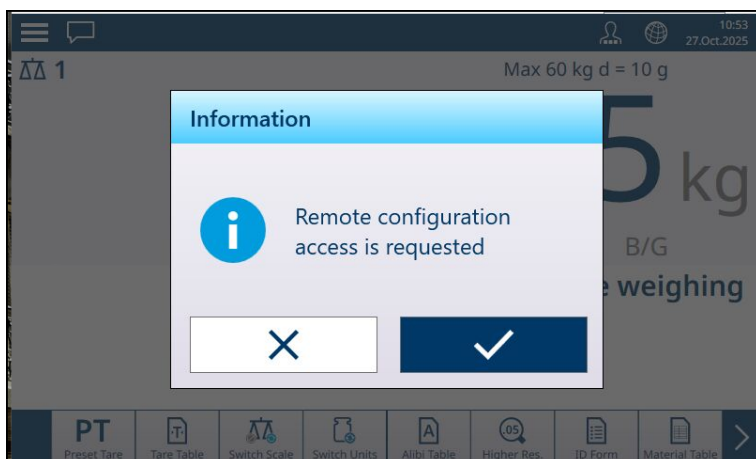 10:53
27.Oct.2025
1
Max 60 kg d = 10 g
Information
Remote configuration
access is requested
5 kg
B/G
weighing
PT
Preset Tare
T
Tare Table
Switch Scale
Switch Units
A
Alibi Table
.05
Higher Res.
ID Form
Material Table